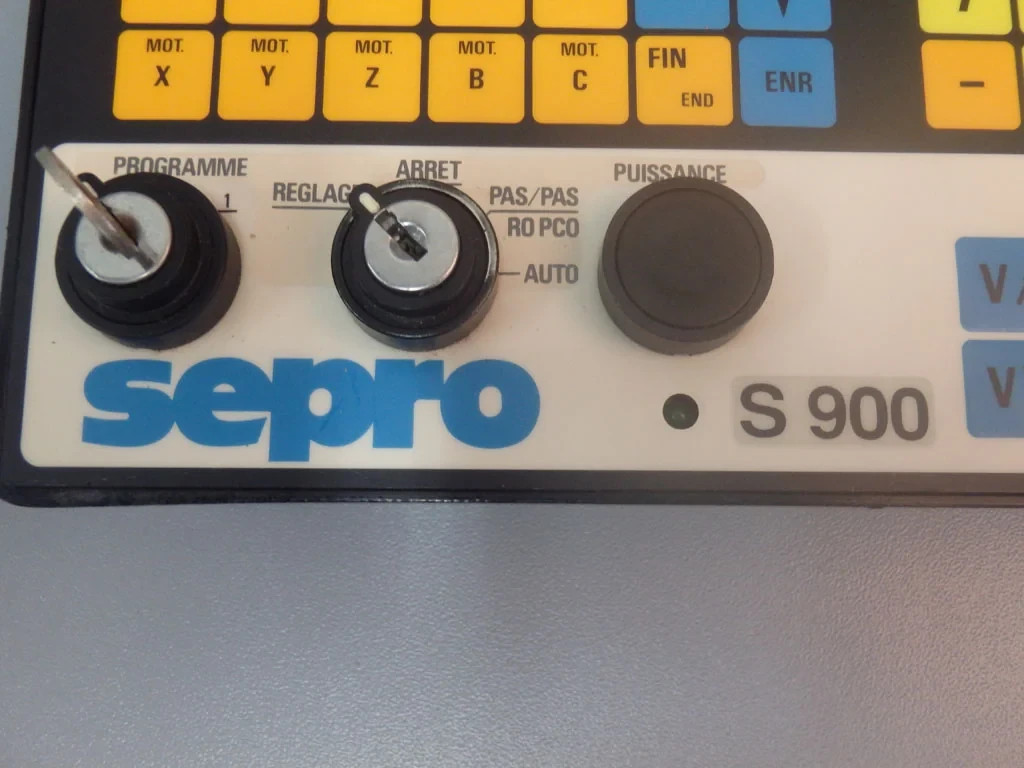 MOT. X
MOT. Y
MOT. Z
MOT. B
MOT. C
FIN END
ENR
-
PROGRAMME
1
REGLAGE
ARRET
PAS/PAS
RO PCO
AUTO
PUISSANCE
sepro
S 900
V
V